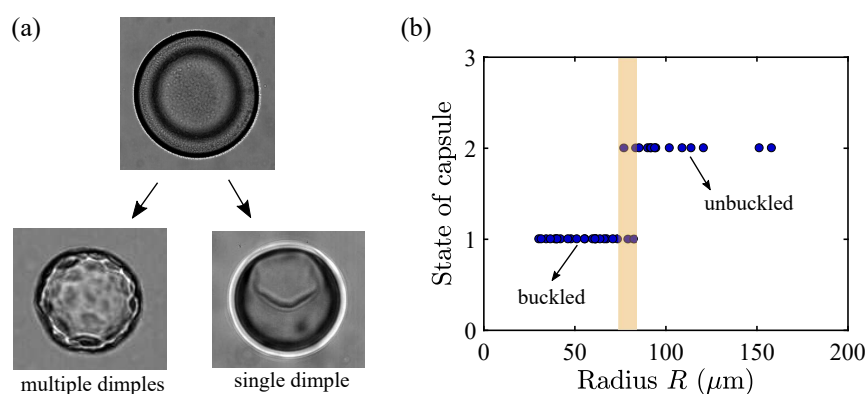 (a)
multiple dimples
single dimple
(b)
State of capsule
3
2
1
0
unbuckled
buckled
0
50
100
150
200
Radius R (μm)